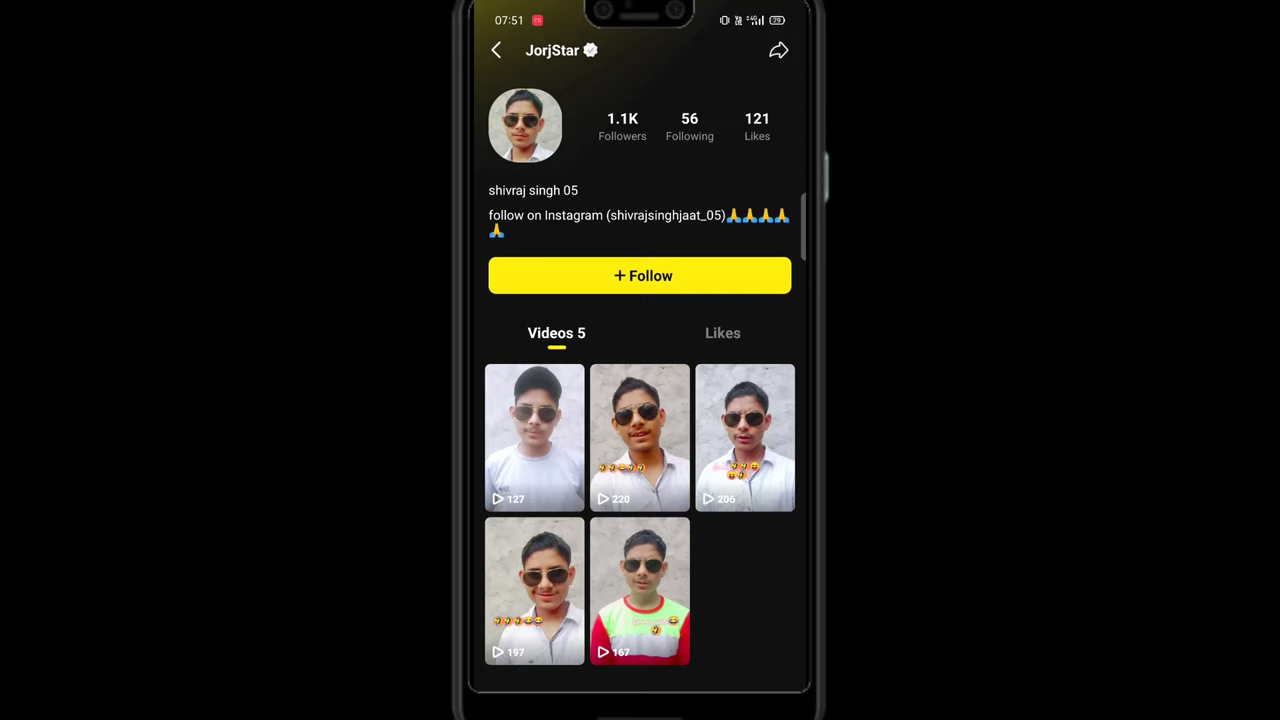 07:51
JorjStar
1.1K
Followers
56
Following
121
Likes
shivraj singh 05
follow on Instagram (shivrajsinghjaat_05)🙏🙏🙏🙏
🙏
+ Follow
Videos 5
Likes
127
220
206
197
167